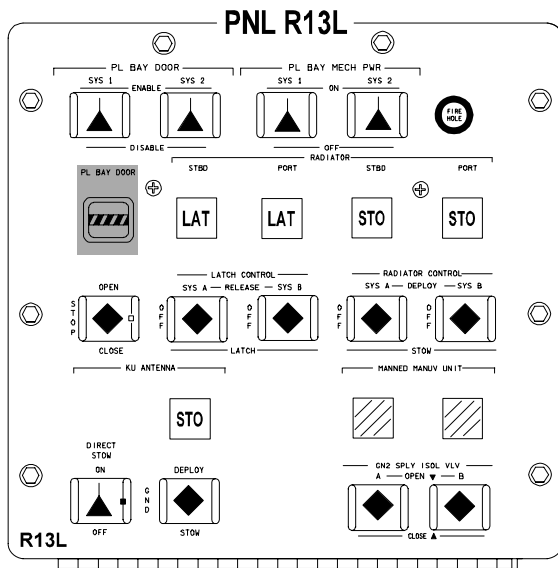 PNL R13L
PL BAY DOOR
PL BAY MECH PWR
SYS 1 ENABLE SYS 2
SYS 1 ON SYS 2
FIRE
HOLE
DISABLE
OFF
RADIATOR
PL BAY DOOR
STBD PORT STBD PORT
LAT LAT STO STO
LATCH CONTROL
RADIATOR CONTROL
OPEN
SYS A RELEASE SYS B
SYS A DEPLOY SYS B
STOP
OFF
OFF
OFF
OFF
CLOSE
LATCH
STOW
KU ANTENNA
MANNED MANUV UNIT
STO
DIRECT
STOW
ON
DEPLOY
GN2 SPLY ISOL VLV
A OPEN ▼ B
GND
OFF
STOW
CLOSE ▲
R13L